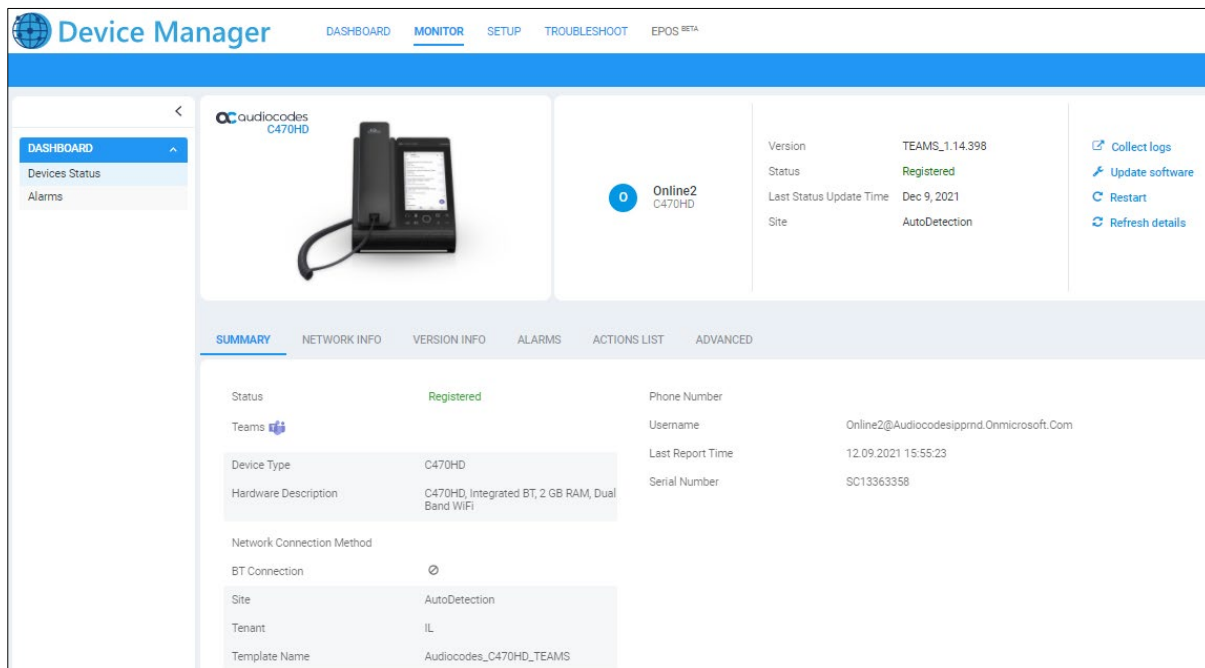 Device Manager
DASHBOARD MONITOR SETUP TROUBLESHOOT EPOS BETA
DASHBOARD
Devices Status
Alarms
audiocodes
C470HD
O
Online2
C470HD
Version TEAMS_1.14.398
Status Registered
Last Status Update Time Dec 9, 2021
Site AutoDetection
Collect logs
Update software
Restart
Refresh details
SUMMARY NETWORK INFO VERSION INFO ALARMS ACTIONS LIST ADVANCED
Status Registered
Teams
Device Type C470HD
Hardware Description C470HD, Integrated BT, 2 GB RAM, Dual
Band WiFi
Network Connection Method
BT Connection
Site AutoDetection
Tenant IL
Template Name Audiocodes_C470HD_TEAMS
Phone Number
Username Online2@Audiocodesipprnd.Onmicrosoft.Com
Last Report Time 12.09.2021 15:55:23
Serial Number SC13363358